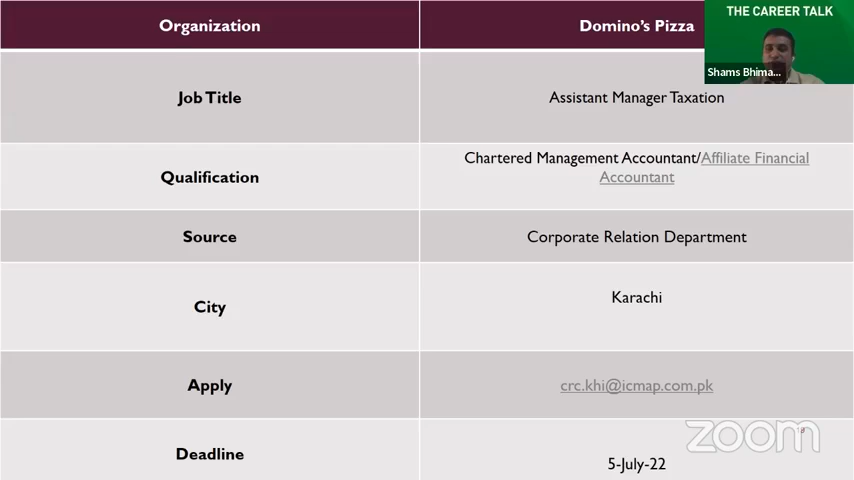 Organization
Domino's Pizza
THE CAREER TALK
Shams Bhima...
Job Title
Assistant Manager Taxation
Qualification
Chartered Management Accountant/Affiliate Financial
Accountant
Source
Corporate Relation Department
City
Karachi
Apply
crc.khi@icmap.com.pk
Deadline
5-July-22
zoom